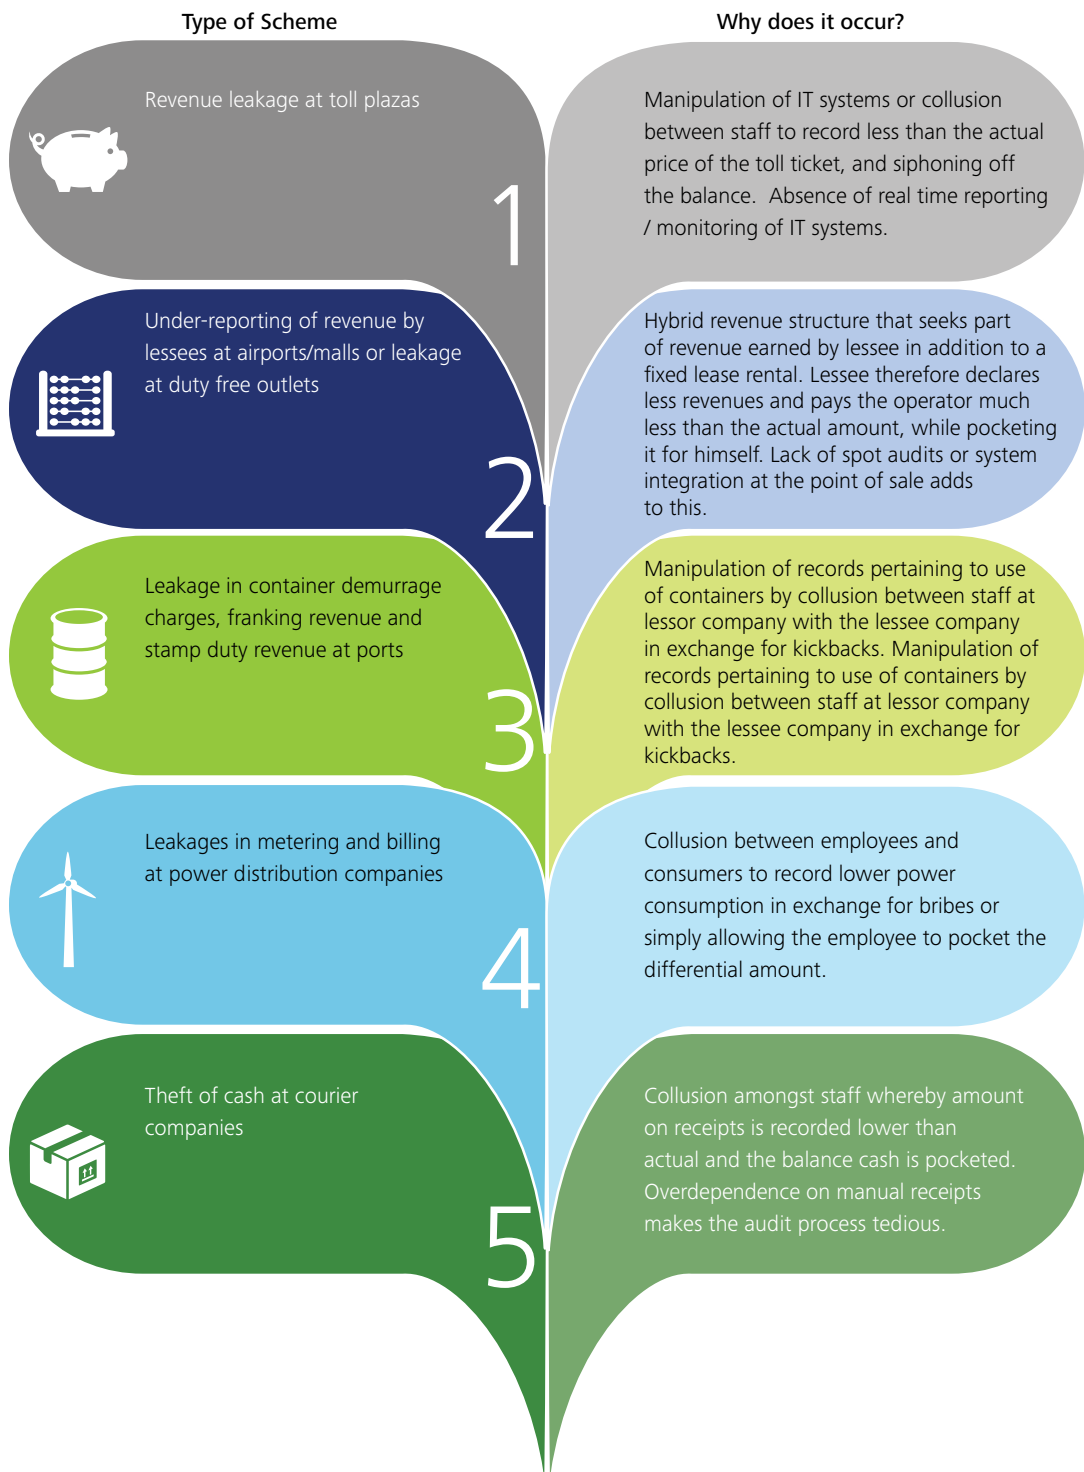 Type of Scheme
Why does it occur?
Revenue leakage at toll plazas
1
Manipulation of IT systems or collusion
between staff to record less than the actual
price of the toll ticket, and siphoning off
the balance.  Absence of real time reporting
/ monitoring of IT systems.
Under-reporting of revenue by
lessees at airports/malls or leakage
at duty free outlets
2
Hybrid revenue structure that seeks part
of revenue earned by lessee in addition to a
fixed lease rental. Lessee therefore declares
less revenues and pays the operator much
less than the actual amount, while pocketing
it for himself. Lack of spot audits or system
integration at the point of sale adds
to this.
Leakage in container demurrage
charges, franking revenue and
stamp duty revenue at ports
3
Manipulation of records pertaining to use
of containers by collusion between staff at
lessor company with the lessee company
in exchange for kickbacks. Manipulation of
records pertaining to use of containers by
collusion between staff at lessor company
with the lessee company in exchange for
kickbacks.
Leakages in metering and billing
at power distribution companies
4
Collusion between employees and
consumers to record lower power
consumption in exchange for bribes or
simply allowing the employee to pocket the
differential amount.
Theft of cash at courier
companies
5
Collusion amongst staff whereby amount
on receipts is recorded lower than
actual and the balance cash is pocketed.
Overdependence on manual receipts
makes the audit process tedious.